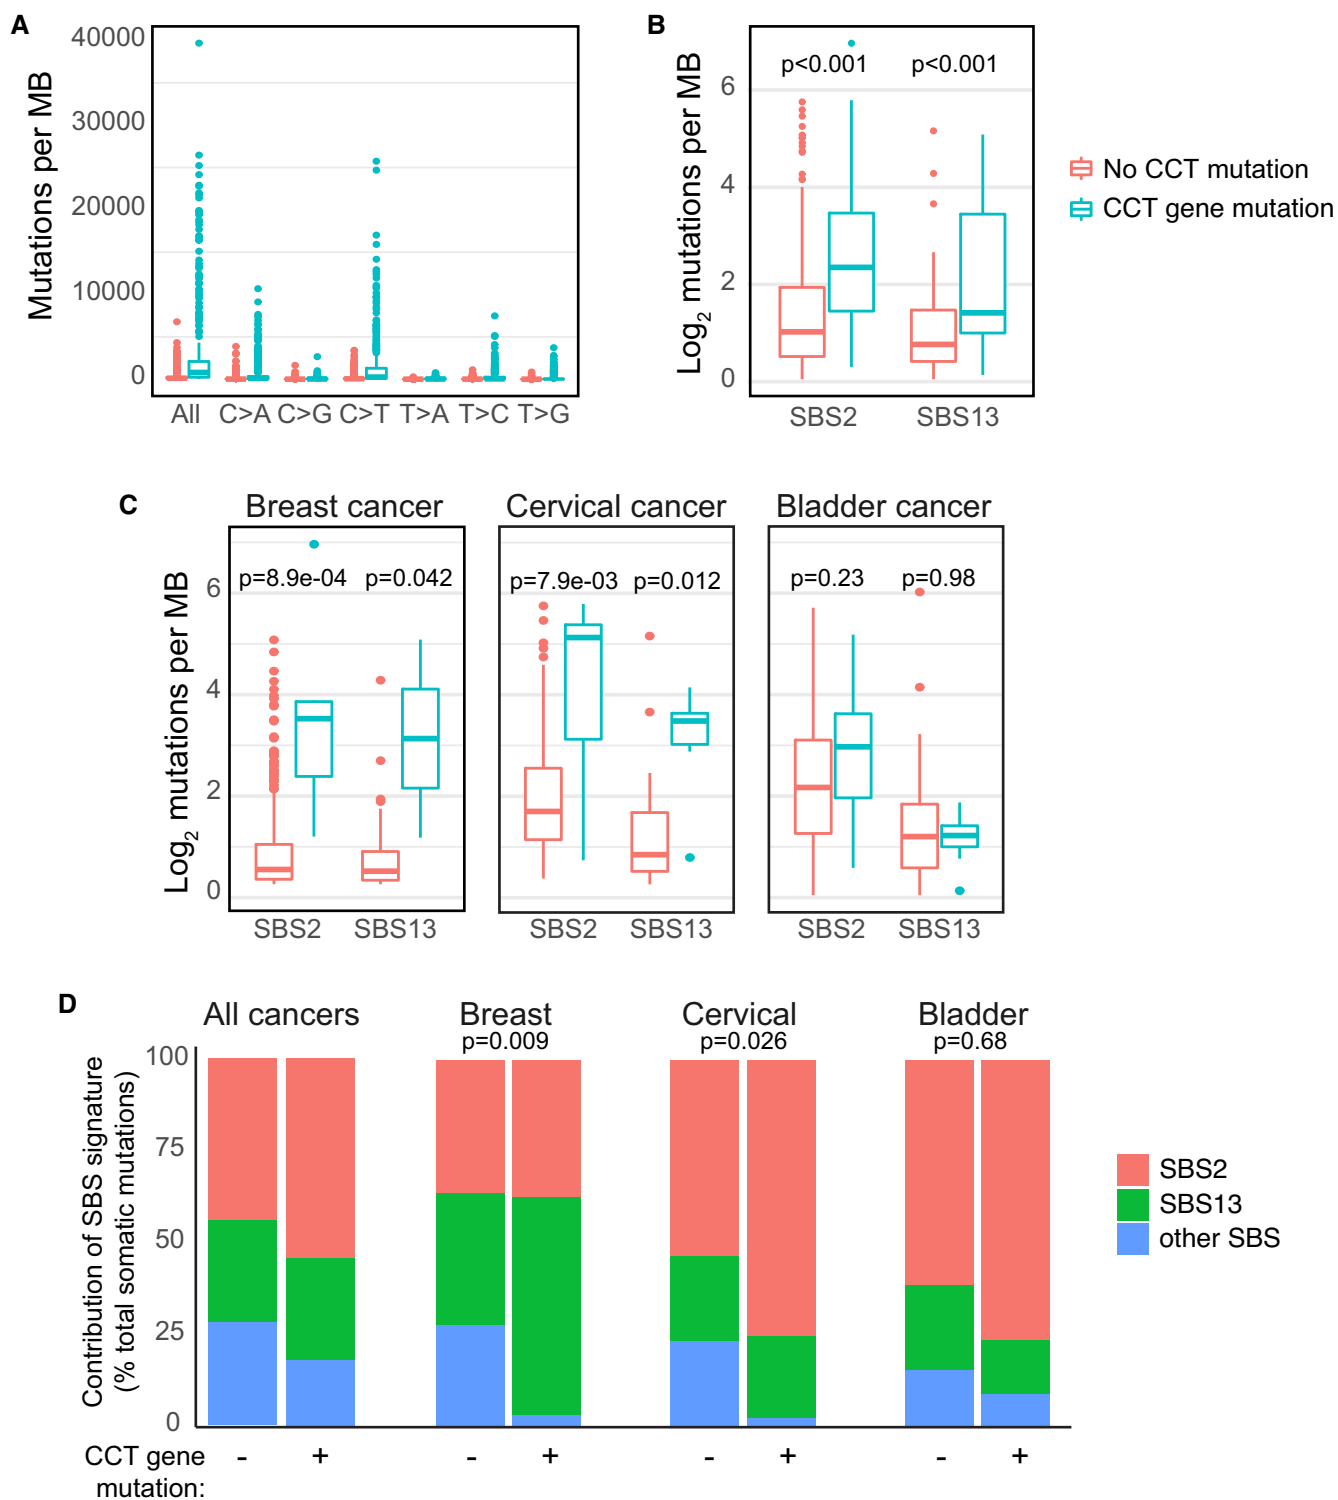 A
Mutations per MB
40000
30000
20000
10000
0
All C>A C>G C>T T>A T>C T>G
B
Log2 mutations per MB
6
4
2
0
p<0.001 p<0.001
SBS2 SBS13
No CCT mutation
CCT gene mutation
C
Breast cancer Cervical cancer Bladder cancer
Log2 mutations per MB
6
4
2
0
p=8.9e-04 p=0.042 p=7.9e-03 p=0.012 p=0.23 p=0.98
SBS2 SBS13 SBS2 SBS13 SBS2 SBS13
D
All cancers Breast Cervical Bladder
p=0.009 p=0.026 p=0.68
Contribution of SBS signature
(% total somatic mutations)
100
75
50
25
0
SBS2
SBS13
other SBS
CCT gene - + - + - + - +
mutation: